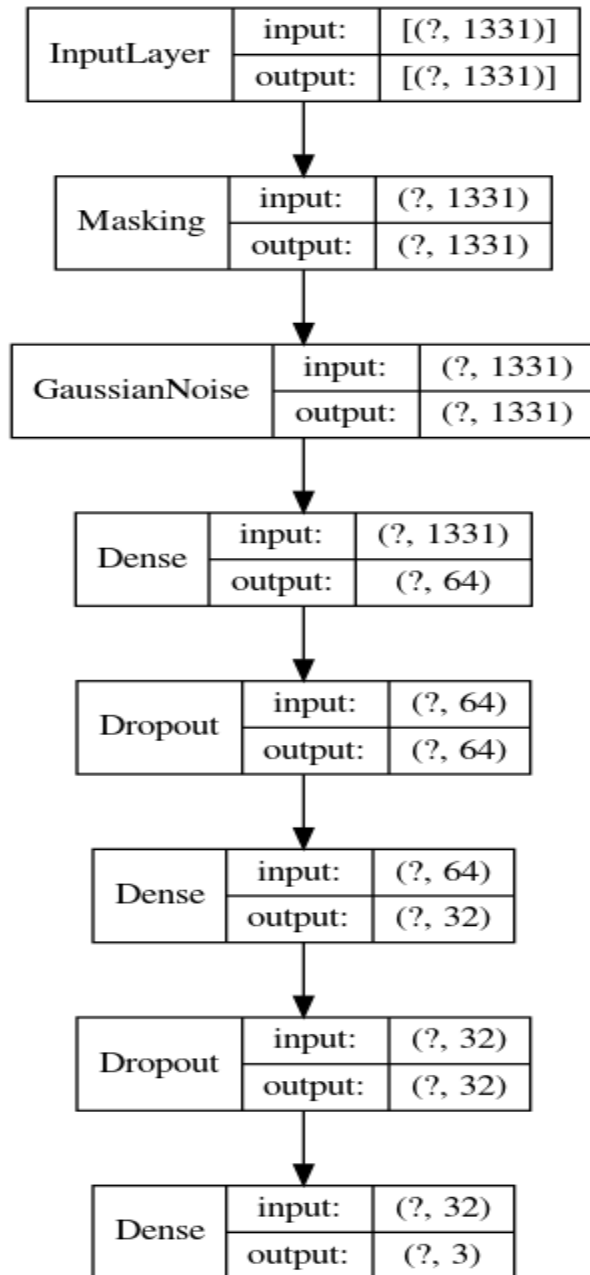 InputLayer
input: [(?, 1331)]
output: [(?, 1331)]
Masking
input: (?, 1331)
output: (?, 1331)
GaussianNoise
input: (?, 1331)
output: (?, 1331)
Dense
input: (?, 1331)
output: (?, 64)
Dropout
input: (?, 64)
output: (?, 64)
Dense
input: (?, 64)
output: (?, 32)
Dropout
input: (?, 32)
output: (?, 32)
Dense
input: (?, 32)
output: (?, 3)